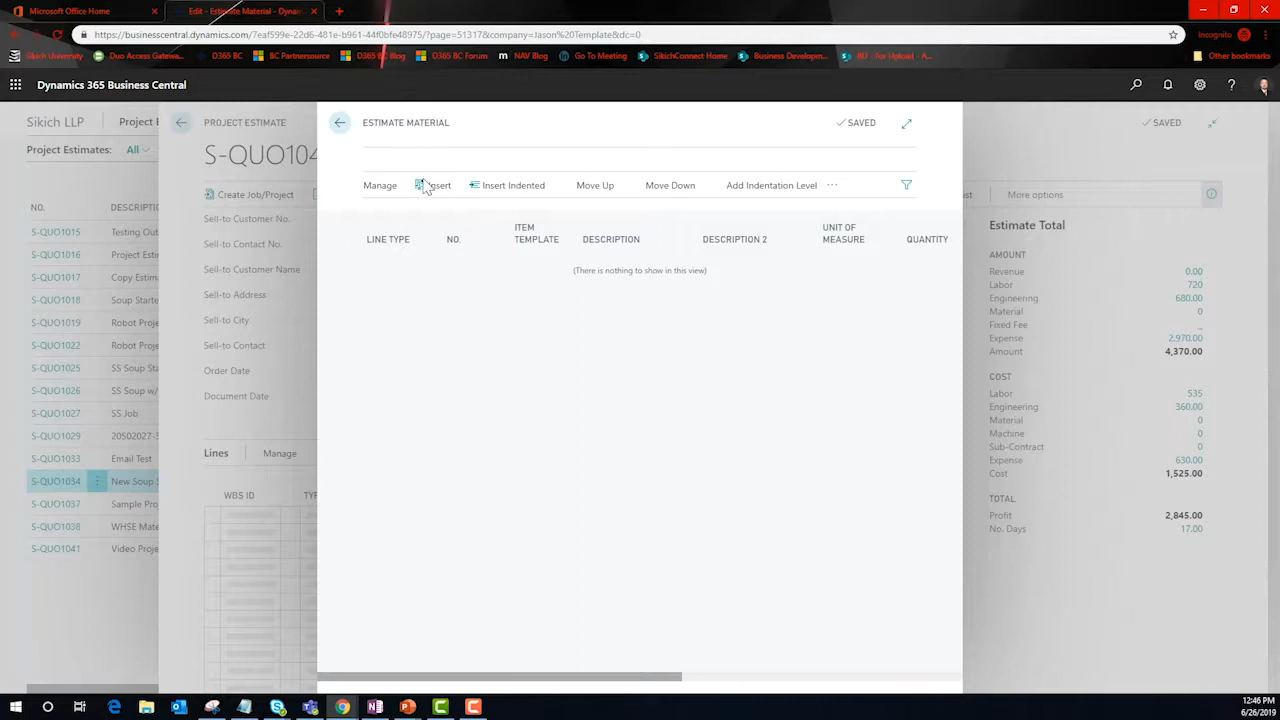 Microsoft Office Home
Edit - Estimate Material - Dynam
https://businesscentral.dynamics.com/7eaf599e-22d6-481e-b961-44f0bfe48975/?page=51317&company=Jason%20Template&dc=0
Incognito
Sikich University
Duo Access Gatewa...
D365 BC
BC Partnersource
D365 BC Blog
D365 BC Forum
NAV Blog
Go To Meeting
SikichConnect Home
Business Developm...
BD - For Upload - A...
Other bookmarks
Dynamics 365 Business Central
Sikich LLP
Project E
Project Estimates:
All
NO.
DESCRIPTIO
S-QUO1015
Testing Out
S-QUO1016
Project Esti
S-QUO1017
Copy Estim
S-QUO1018
Soup Starte
S-QUO1019
Robot Proje
S-QUO1022
Robot Proje
S-QUO1025
SS Soup Sta
S-QUO1026
SS Soup w/
S-QUO1027
SS Job
S-QUO1029
20502027-3
S-QUO1033
Email Test
S-QUO1034
New Soup S
S-QUO1037
Sample Pro
S-QUO1038
WHSE Mate
S-QUO1041
Video Proje
PROJECT ESTIMATE
S-QUO104
Create Job/Project
Sell-to Customer No.
Sell-to Contact No.
Sell-to Customer Name
Sell-to Address
Sell-to City
Sell-to Contact
Order Date
Document Date
Lines
Manage
WBS ID
TY
ESTIMATE MATERIAL
SAVED
Manage
Insert
Insert Indented
Move Up
Move Down
Add Indentation Level
LINE TYPE
NO.
ITEM TEMPLATE
DESCRIPTION
DESCRIPTION 2
UNIT OF MEASURE
QUANTITY
(There is nothing to show in this view)
SAVED
ist
More options
Estimate Total
AMOUNT
Revenue 0.00
Labor 720
Engineering 680.00
Material 0
Fixed Fee _
Expense 2,970.00
Amount 4,370.00
COST
Labor 535
Engineering 360.00
Material 0
Machine 0
Sub-Contract 0
Expense 630.00
Cost 1,525.00
TOTAL
Profit 2,845.00
No. Days 17.00
12:46 PM
6/26/2019